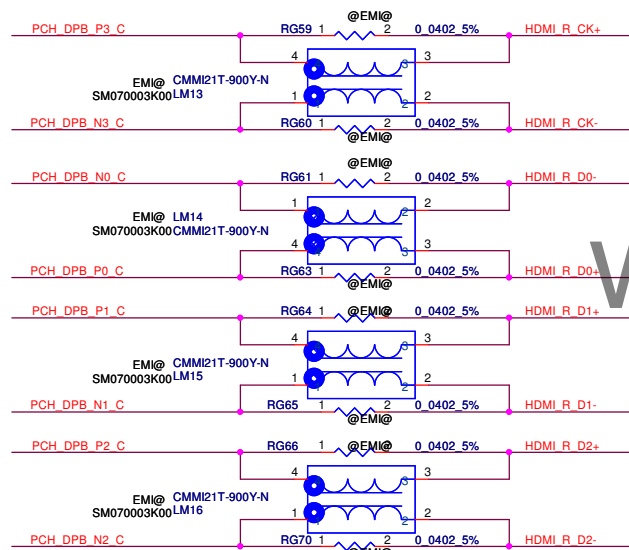 @EMI@
PCH_DPB_P3_C RG59 1 2 0_0402_5% HDMI_R_CK+
4 3
EMI@ CMMI21T-900Y-N
SM070003K00 LM13
1 2
PCH_DPB_N3_C RG60 1 2 0_0402_5% HDMI_R_CK-
@EMI@
@EMI@
PCH_DPB_N0_C RG61 1 2 0_0402_5% HDMI_R_D0-
1 2
EMI@ LM14
SM070003K00 CMMI21T-900Y-N
4 3
PCH_DPB_P0_C RG63 1 2 0_0402_5% HDMI_R_D0+
@EMI@
@EMI@
PCH_DPB_P1_C RG64 1 2 0_0402_5% HDMI_R_D1+
4 3
EMI@ CMMI21T-900Y-N
SM070003K00 LM15
1 2
PCH_DPB_N1_C RG65 1 2 0_0402_5% HDMI_R_D1-
@EMI@
@EMI@
PCH_DPB_P2_C RG66 1 2 0_0402_5% HDMI_R_D2+
4 3
EMI@ CMMI21T-900Y-N
SM070003K00 LM16
1 2
PCH_DPB_N2_C RG70 1 2 0_0402_5% HDMI_R_D2-